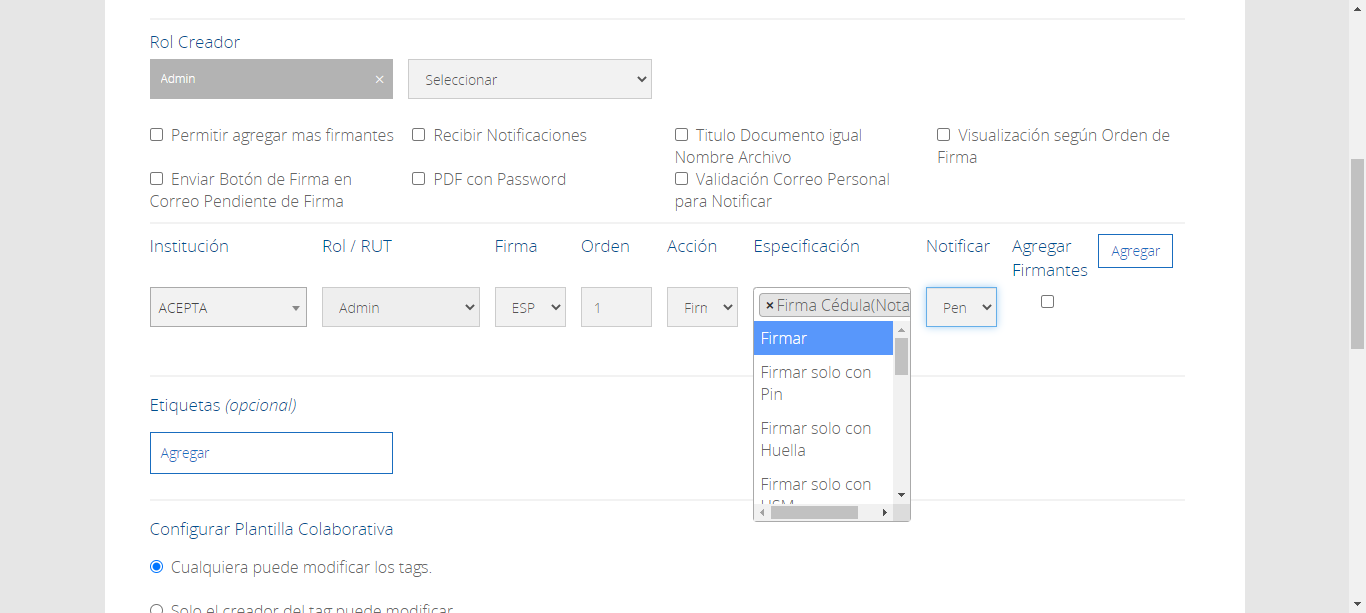 Rol Creador
Admin ×
Seleccionar
Permitir agregar mas firmantes
Recibir Notificaciones
Titulo Documento igual
Nombre Archivo
Visualización según Orden de
Firma
Enviar Botón de Firma en
Correo Pendiente de Firma
PDF con Password
Validación Correo Personal
para Notificar
Institución
Rol / RUT
Firma
Orden
Acción
Especificación
Notificar
Agregar
Firmantes
Agregar
ACEPTA
Admin
ESP
1
Firn
×Firma Cédula(Nota
Pen
Firmar
Firmar solo con
Pin
Firmar solo con
Huella
Firmar solo con
HSM
Etiquetas (opcional)
Agregar
Configurar Plantilla Colaborativa
Cualquiera puede modificar los tags.
Solo el creador del tag puede modificar